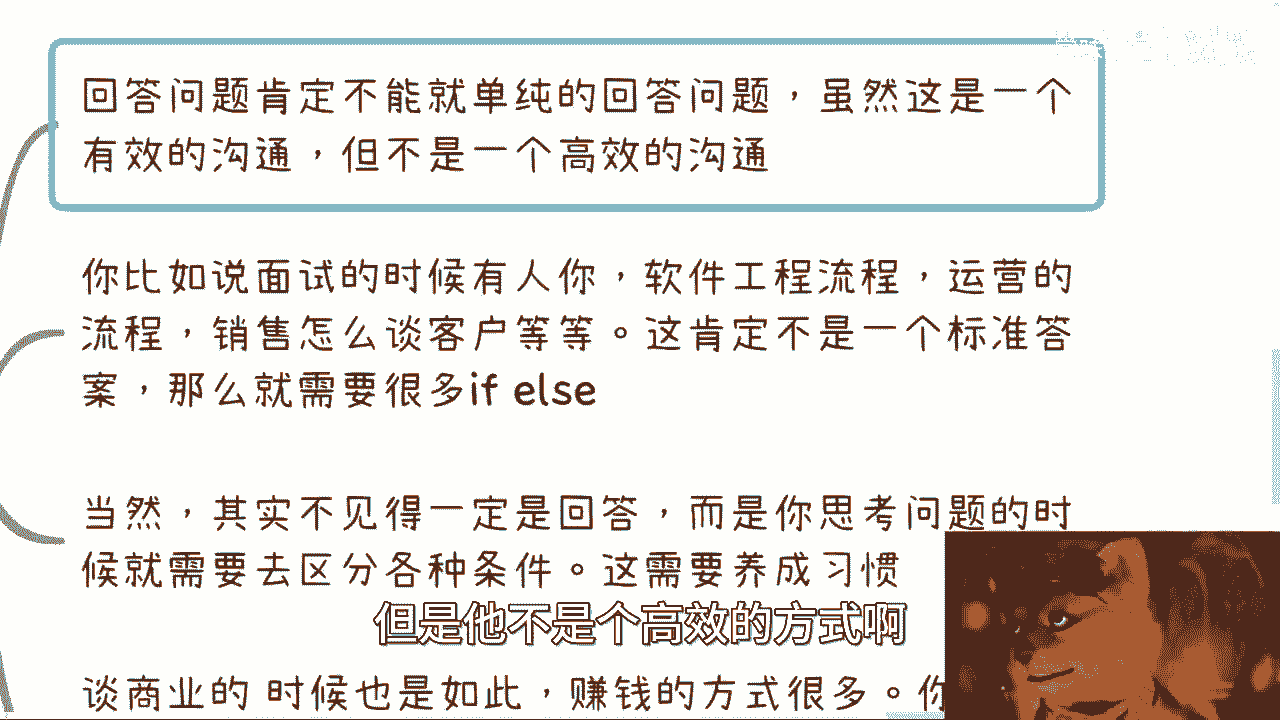 回答问题肯定不能就单纯的回答问题，虽然这是一个
有效的沟通，但不是一个高效的沟通
你比如说面试的时候有人你，软件工程流程，运营的
流程，销售怎么谈客户等等。这肯定不是一个标准答
案，那么就需要很多if else
当然，其实不见得一定是回答，而是你思考问题的时
候就需要去区分各种条件。这需要养成习惯
但是他不是个高效的方式啊
谈商业的 时候也是如此，赚钱的方式很多。你